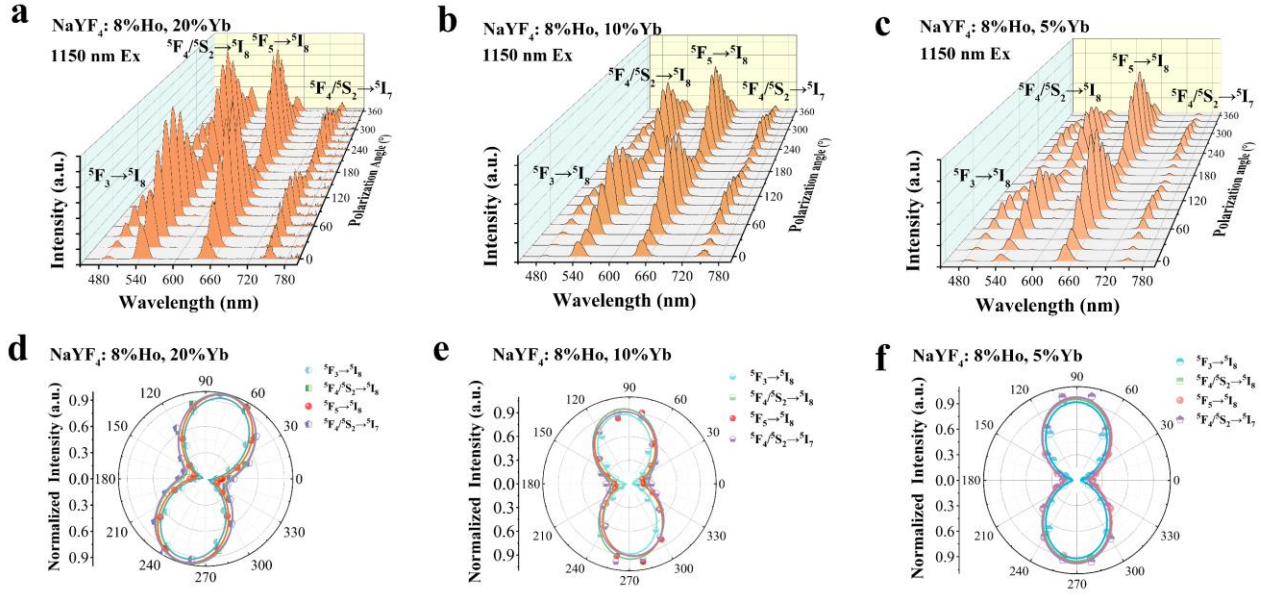 a
NaYF₄: 8%Ho, 20%Yb
1150 nm Ex
⁵F₄/⁵S₂→⁵I₈
⁵F₅→⁵I₈
⁵F₄/⁵S₂→⁵I₇
⁵F₃→⁵I₈
Intensity (a.u.)
480 540 600 660 720 780
Wavelength (nm)
0 60 120 180 240 300 360
Polarization Angle (°)
b
NaYF₄: 8%Ho, 10%Yb
1150 nm Ex
⁵F₅→⁵I₈
⁵F₄/⁵S₂→⁵I₈
⁵F₄/⁵S₂→⁵I₇
⁵F₃→⁵I₈
Intensity (a.u.)
480 540 600 660 720 780
Wavelength (nm)
0 60 120 180 240 300 360
Polarization angle (°)
c
NaYF₄: 8%Ho, 5%Yb
1150 nm Ex
⁵F₅→⁵I₈
⁵F₄/⁵S₂→⁵I₈
⁵F₄/⁵S₂→⁵I₇
⁵F₃→⁵I₈
Intensity (a.u.)
480 540 600 660 720 780
Wavelength (nm)
0 60 120 180 240 300 360
Polarization angle (°)
d
NaYF₄: 8%Ho, 20%Yb
⁵F₃→⁵I₈
⁵F₄/⁵S₂→⁵I₈
⁵F₅→⁵I₈
⁵F₄/⁵S₂→⁵I₇
Normalized Intensity (a.u.)
0.9 0.6 0.3 0.0 0.3 0.6 0.9
0 30 60 90 120 150 180 210 240 270 300 330
e
NaYF₄: 8%Ho, 10%Yb
⁵F₃→⁵I₈
⁵F₄/⁵S₂→⁵I₈
⁵F₅→⁵I₈
⁵F₄/⁵S₂→⁵I₇
Normalized Intensity (a.u.)
0.9 0.6 0.3 0.0 0.3 0.6 0.9
0 30 60 90 120 150 180 210 240 270 300 330
f
NaYF₄: 8%Ho, 5%Yb
⁵F₃→⁵I₈
⁵F₄/⁵S₂→⁵I₈
⁵F₅→⁵I₈
⁵F₄/⁵S₂→⁵I₇
Normalized Intensity (a.u.)
0.9 0.6 0.3 0.0 0.3 0.6 0.9
0 30 60 90 120 150 180 210 240 270 300 330